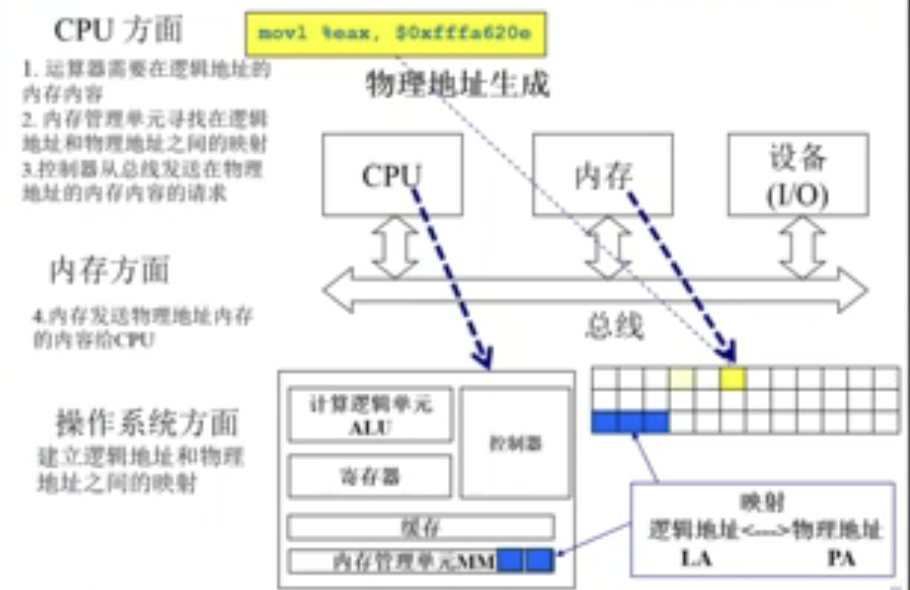 CPU 方面
movl %eax, $0xfffa620e
物理地址生成
1. 运算器需要在逻辑地址的
内存内容
2. 内存管理单元寻找在逻辑
地址和物理地址之间的映射
3.控制器从总线发送在物理
地址的内存内容的请求
CPU
内存
设备
(I/O)
内存方面
4.内存发送物理地址内存
的内容给CPU
总线
操作系统方面
建立逻辑地址和物理
地址之间的映射
计算逻辑单元
ALU
控制器
寄存器
缓存
内存管理单元MM
映射
逻辑地址<--->物理地址
LA PA